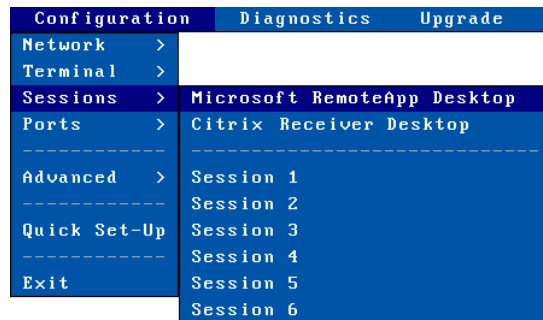 Configuration Diagnostics Upgrade
Network >
Terminal >
Sessions > Microsoft RemoteApp Desktop
Ports > Citrix Receiver Desktop
------------ -----------------------------
Advanced > Session 1
------------ Session 2
Quick Set-Up Session 3
------------ Session 4
Exit Session 5
Session 6